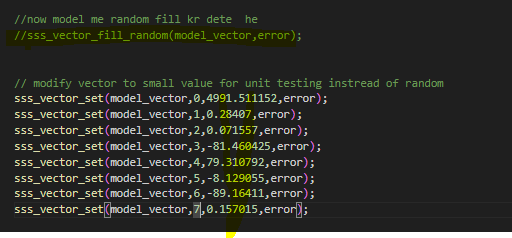 //now model me random fill kr dete he
//sss_vector_fill_random(model_vector,error);
// modify vector to small value for unit testing instread of random
sss_vector_set(model_vector,0,4991.511152,error);
sss_vector_set(model_vector,1,0.28407,error);
sss_vector_set(model_vector,2,0.071557,error);
sss_vector_set(model_vector,3,-81.460425,error);
sss_vector_set(model_vector,4,79.310792,error);
sss_vector_set(model_vector,5,-8.129055,error);
sss_vector_set(model_vector,6,-89.16411,error);
sss_vector_set(model_vector,7,0.157015,error);